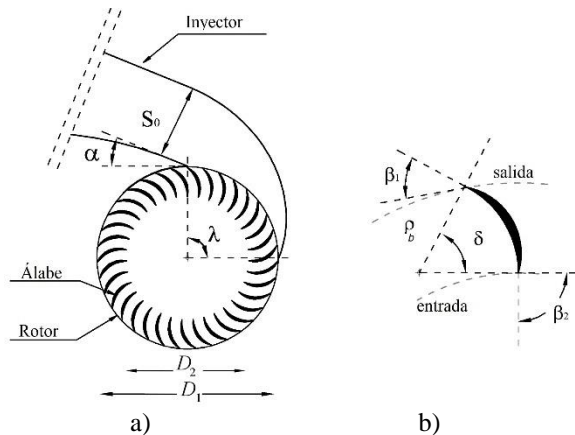 Inyector
S₀
α
λ
Álabe
Rotor
D₂
D₁
a)
β₁
salida
ρb
δ
entrada
β₂
b)